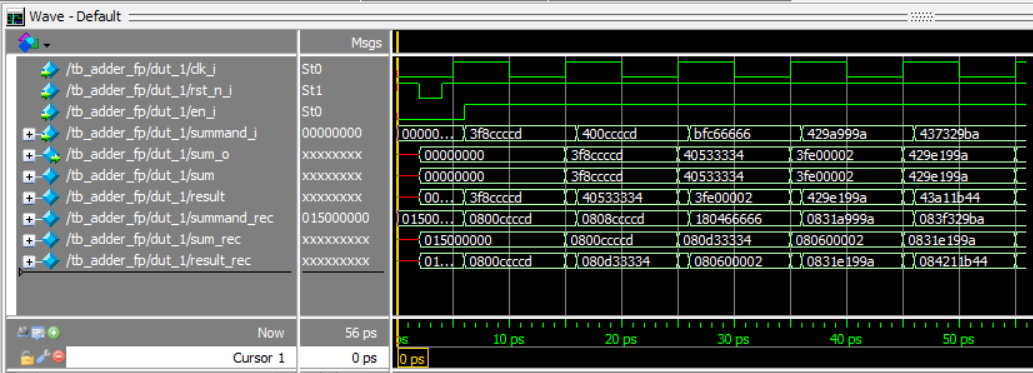 Wave - Default
Msgs
/tb_adder_fp/dut_1/clk_i St0
/tb_adder_fp/dut_1/rst_n_i St1
/tb_adder_fp/dut_1/en_i St0
/tb_adder_fp/dut_1/summand_i 00000000 00000... 3f8ccccd 400ccccd bfc66666 429a999a 437329ba
/tb_adder_fp/dut_1/sum_o xxxxxxxx 00000000 3f8ccccd 40533334 3fe00002 429e199a
/tb_adder_fp/dut_1/sum xxxxxxxx 00000000 3f8ccccd 40533334 3fe00002 429e199a
/tb_adder_fp/dut_1/result xxxxxxxx 00... 3f8ccccd 40533334 3fe00002 429e199a 43a11b44
/tb_adder_fp/dut_1/summand_rec 015000000 01500... 0800ccccd 0808ccccd 180466666 0831a999a 083f329ba
/tb_adder_fp/dut_1/sum_rec xxxxxxxxx 015000000 0800ccccd 080d33334 080600002 0831e199a
/tb_adder_fp/dut_1/result_rec xxxxxxxxx 01... 0800ccccd 080d33334 080600002 0831e199a 084211b44
Now 56 ps ps 10 ps 20 ps 30 ps 40 ps 50 ps
Cursor 1 0 ps 0 ps